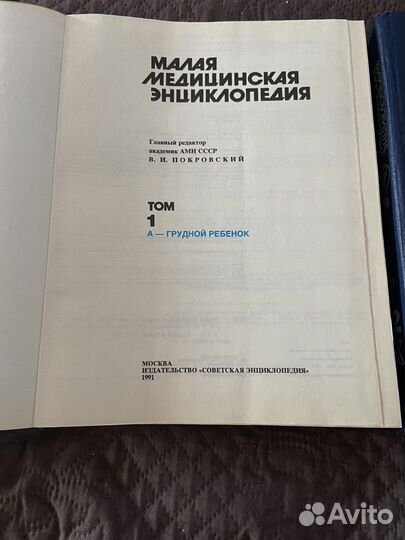 МАЛАЯ
МЕДИЦИНСКАЯ
ЭНЦИКЛОПЕДИЯ
Главный редактор
академик АМН СССР
В. И. ПОКРОВСКИЙ
ТОМ
1
А — ГРУДНОЙ РЕБЕНОК
МОСКВА
ИЗДАТЕЛЬСТВО «СОВЕТСКАЯ ЭНЦИКЛОПЕДИЯ»
1991
Avito